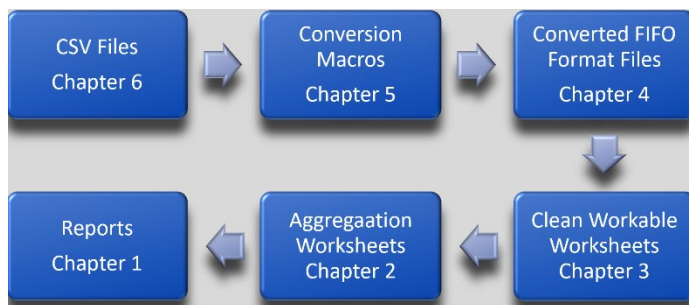 CSV Files
Chapter 6
Conversion
Macros
Chapter 5
Converted FIFO
Format Files
Chapter 4
Reports
Chapter 1
Aggregaation
Worksheets
Chapter 2
Clean Workable
Worksheets
Chapter 3